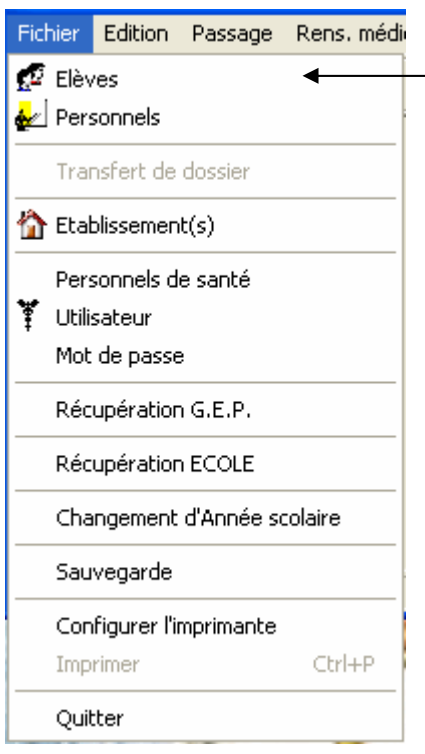 Fichier Edition Passage Rens. médi
Elèves
Personnels
Transfert de dossier
Etablissement(s)
Personnels de santé
Utilisateur
Mot de passe
Récupération G.E.P.
Récupération ECOLE
Changement d'Année scolaire
Sauvegarde
Configurer l'imprimante
Imprimer Ctrl+P
Quitter